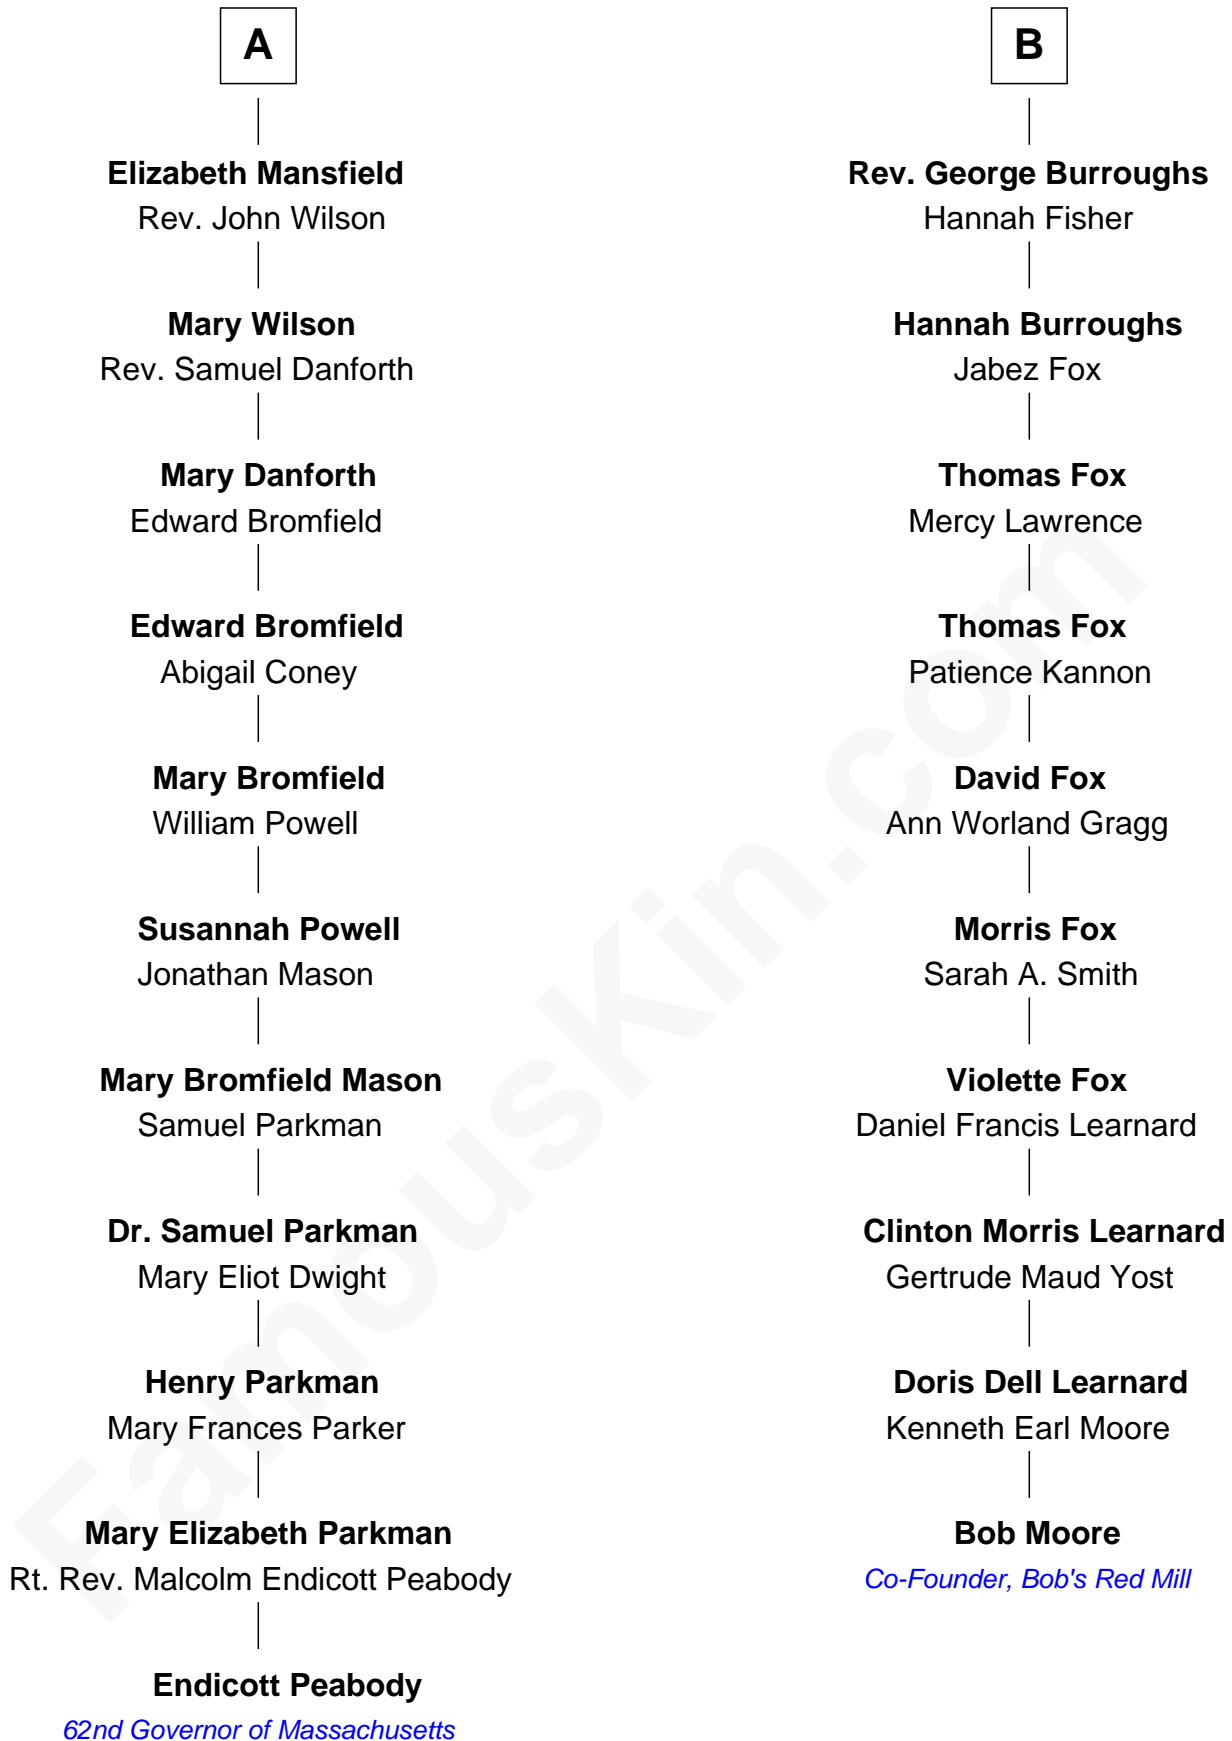 A
Elizabeth Mansfield
Rev. John Wilson
Mary Wilson
Rev. Samuel Danforth
Mary Danforth
Edward Bromfield
Edward Bromfield
Abigail Coney
Mary Bromfield
William Powell
Susannah Powell
Jonathan Mason
Mary Bromfield Mason
Samuel Parkman
Dr. Samuel Parkman
Mary Eliot Dwight
Henry Parkman
Mary Frances Parker
Mary Elizabeth Parkman
Rt. Rev. Malcolm Endicott Peabody
Endicott Peabody
62nd Governor of Massachusetts
B
Rev. George Burroughs
Hannah Fisher
Hannah Burroughs
Jabez Fox
Thomas Fox
Mercy Lawrence
Thomas Fox
Patience Kannon
David Fox
Ann Worland Gragg
Morris Fox
Sarah A. Smith
Violette Fox
Daniel Francis Learnard
Clinton Morris Learnard
Gertrude Maud Yost
Doris Dell Learnard
Kenneth Earl Moore
Bob Moore
Co-Founder, Bob's Red Mill
FamousKin.com